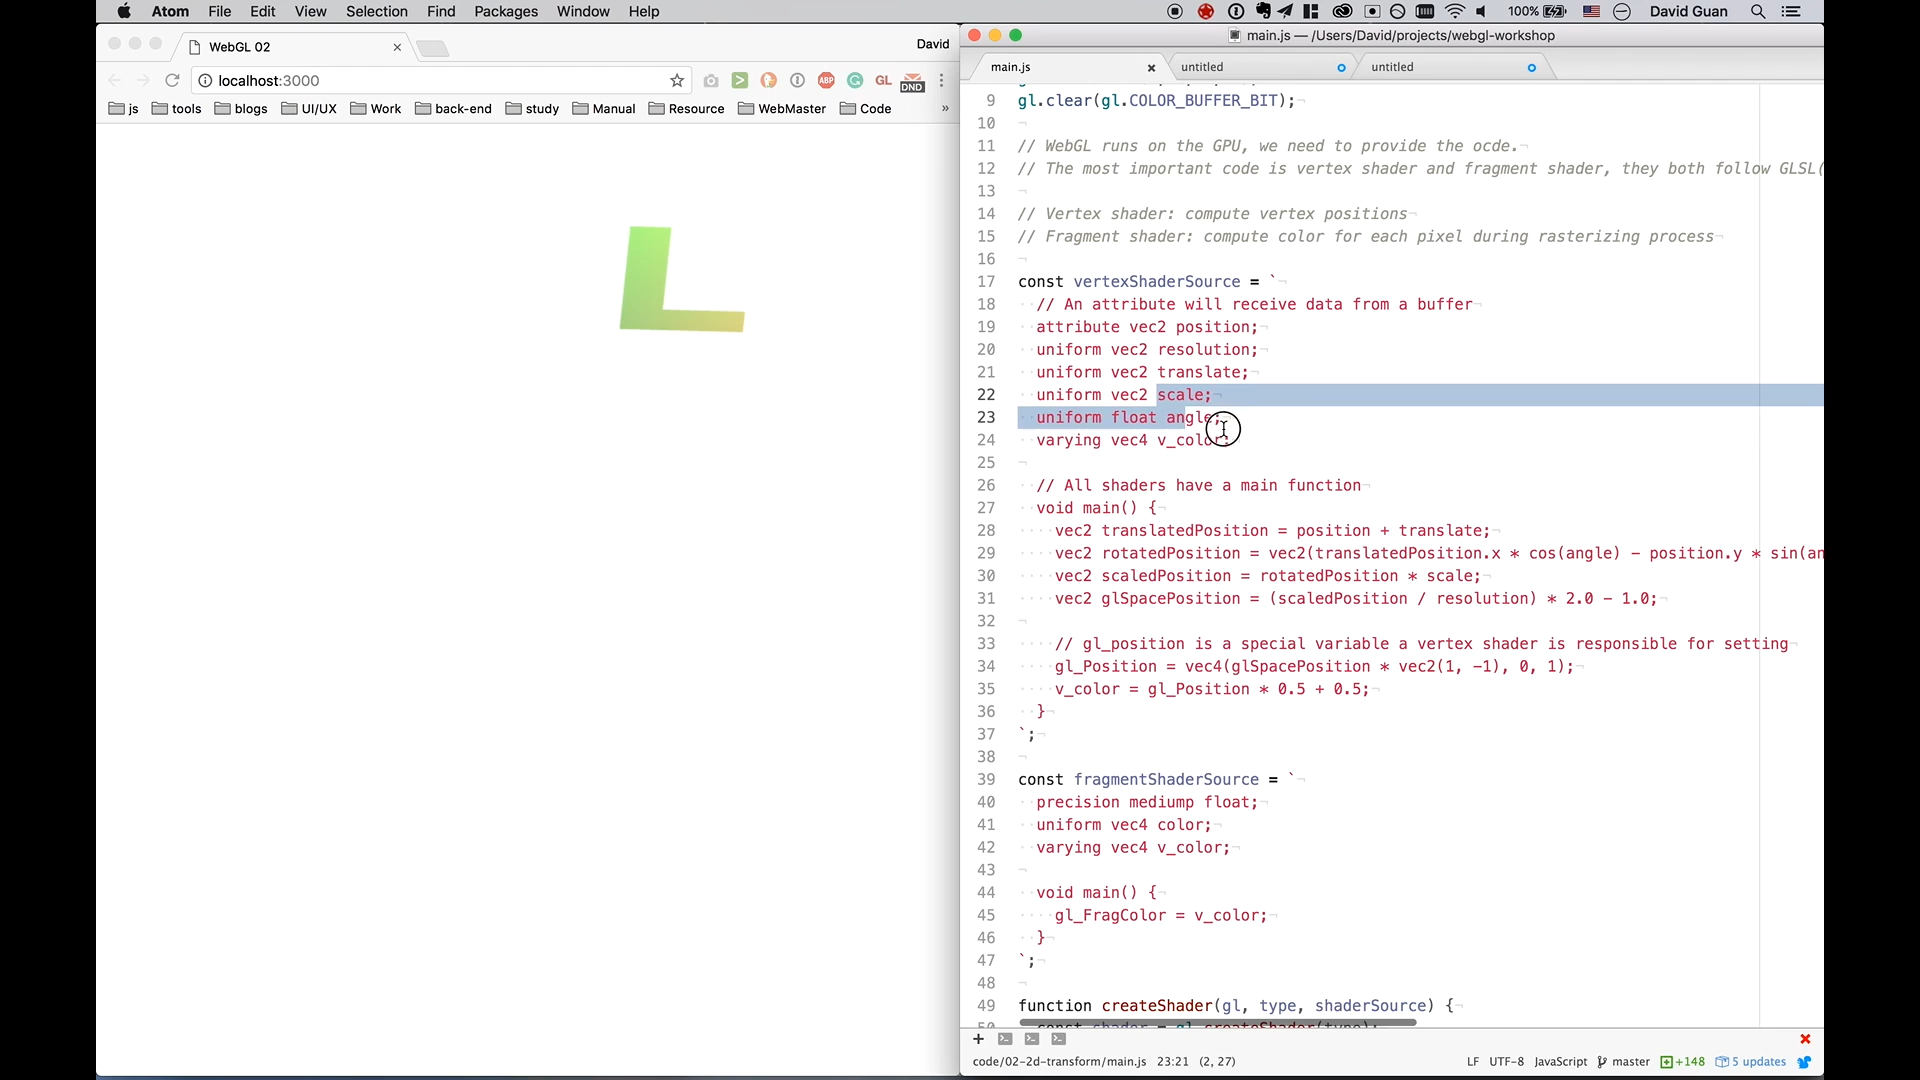 Atom File Edit View Selection Find Packages Window Help 100% David Guan
WebGL 02
David
localhost:3000
ABP GL DND
js tools blogs UI/UX Work back-end study Manual Resource WebMaster Code »
main.js — /Users/David/projects/webgl-workshop
main.js untitled untitled
9 gl.clear(gl.COLOR_BUFFER_BIT);
10
11 // WebGL runs on the GPU, we need to provide the ocde.
12 // The most important code is vertex shader and fragment shader, they both follow GLSL(
13
14 // Vertex shader: compute vertex positions
15 // Fragment shader: compute color for each pixel during rasterizing process
16
17 const vertexShaderSource = `
18 // An attribute will receive data from a buffer
19 attribute vec2 position;
20 uniform vec2 resolution;
21 uniform vec2 translate;
22 uniform vec2 scale;
23 uniform float angle;
24 varying vec4 v_color;
25
26 // All shaders have a main function
27 void main() {
28 vec2 translatedPosition = position + translate;
29 vec2 rotatedPosition = vec2(translatedPosition.x * cos(angle) - position.y * sin(an
30 vec2 scaledPosition = rotatedPosition * scale;
31 vec2 glSpacePosition = (scaledPosition / resolution) * 2.0 - 1.0;
32
33 // gl_position is a special variable a vertex shader is responsible for setting
34 gl_Position = vec4(glSpacePosition * vec2(1, -1), 0, 1);
35 v_color = gl_Position * 0.5 + 0.5;
36 }
37 `;
38
39 const fragmentShaderSource = `
40 precision mediump float;
41 uniform vec4 color;
42 varying vec4 v_color;
43
44 void main() {
45 gl_FragColor = v_color;
46 }
47 `;
48
49 function createShader(gl, type, shaderSource) {
50 const shader = gl.createShader(type);
code/02-2d-transform/main.js 23:21 (2, 27) LF UTF-8 JavaScript master +148 5 updates